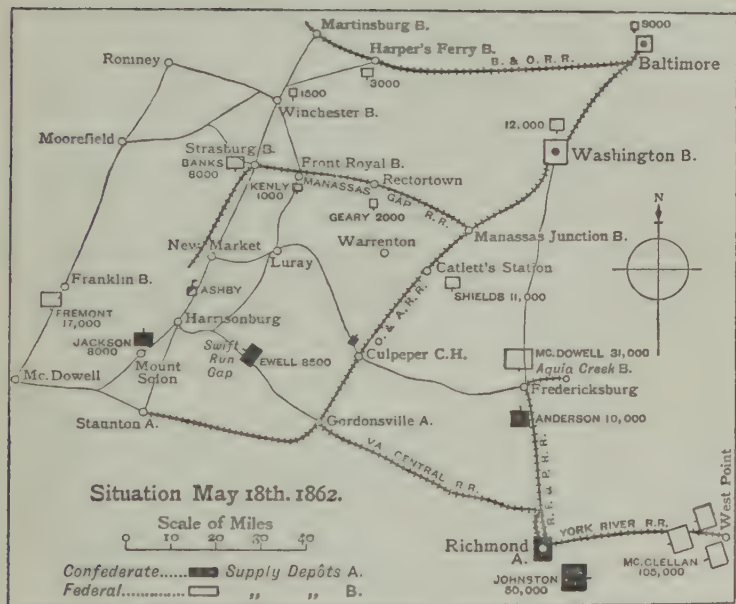 Martinsburg B.
9000
Harper's Ferry B.
Romney
B. & O.R.R.
Baltimore
3000
1500
Winchester B.
12.000
Moorefield
Strasburg B.
Washington B.
BANKS
8000
Front Royal B.
KENLY
1000
MANASSAS
GAP
R.R.
Rectortown
GEARY 2000
N
New Market
Luray
Warrenton
Manassas Junction B.
Franklin B.
Catlett's Station
ASHBY
SHIELDS 11,000
FREMONT
17,000
Harrisonburg
O. & A.R.R.
JACKSON
8000
Swift
Run
Gap
EWELL 8500
Culpeper C.H.
MC.DOWELL 31,000
Aquia Creek B.
Mc.Dowell
Mount
Solon
Fredericksburg
Staunton A.
Gordonsville A.
ANDERSON 10,000
VA. CENTRAL R.R.
R.F. & P. R.R.
Situation May 18th. 1862.
Scale of Miles
0 10 20 30 40
Richmond
A.
YORK RIVER R.R.
West Point
MC.CLELLAN
105,000
JOHNSTON
50,000
Confederate...... Supply Depôts A.
Federal............... „ „ B.